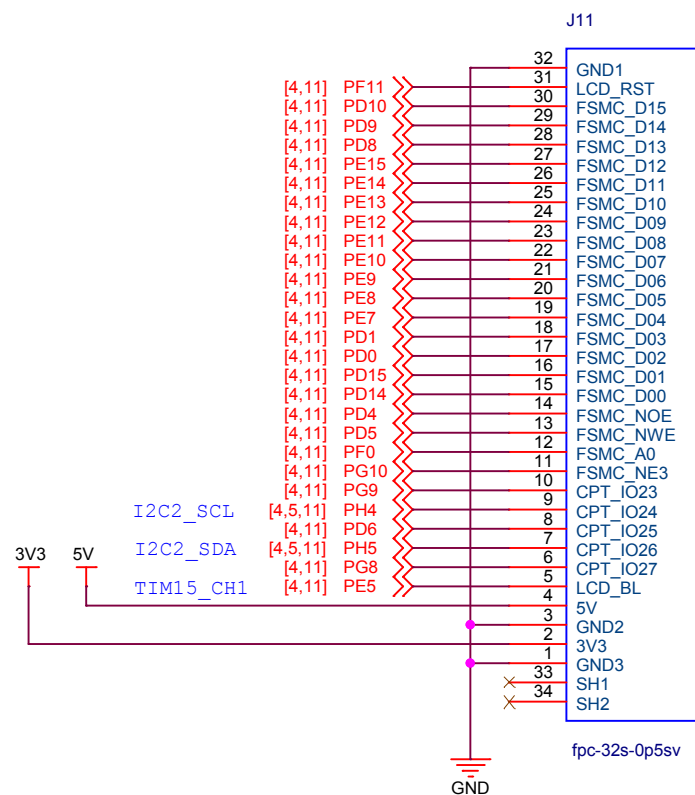 J11
32 GND1
[4,11] PF11 31 LCD_RST
[4,11] PD10 30 FSMC_D15
[4,11] PD9 29 FSMC_D14
[4,11] PD8 28 FSMC_D13
[4,11] PE15 27 FSMC_D12
[4,11] PE14 26 FSMC_D11
[4,11] PE13 25 FSMC_D10
[4,11] PE12 24 FSMC_D09
[4,11] PE11 23 FSMC_D08
[4,11] PE10 22 FSMC_D07
[4,11] PE9 21 FSMC_D06
[4,11] PE8 20 FSMC_D05
[4,11] PE7 19 FSMC_D04
[4,11] PD1 18 FSMC_D03
[4,11] PD0 17 FSMC_D02
[4,11] PD15 16 FSMC_D01
[4,11] PD14 15 FSMC_D00
[4,11] PD4 14 FSMC_NOE
[4,11] PD5 13 FSMC_NWE
[4,11] PF0 12 FSMC_A0
[4,11] PG10 11 FSMC_NE3
[4,11] PG9 10 CPT_IO23
I2C2_SCL [4,5,11] PH4 9 CPT_IO24
[4,11] PD6 8 CPT_IO25
I2C2_SDA [4,5,11] PH5 7 CPT_IO26
3V3 5V [4,11] PG8 6 CPT_IO27
TIM15_CH1 [4,11] PE5 5 LCD_BL
4 5V
3 GND2
2 3V3
1 GND3
33 SH1
34 SH2
fpc-32s-0p5sv
GND